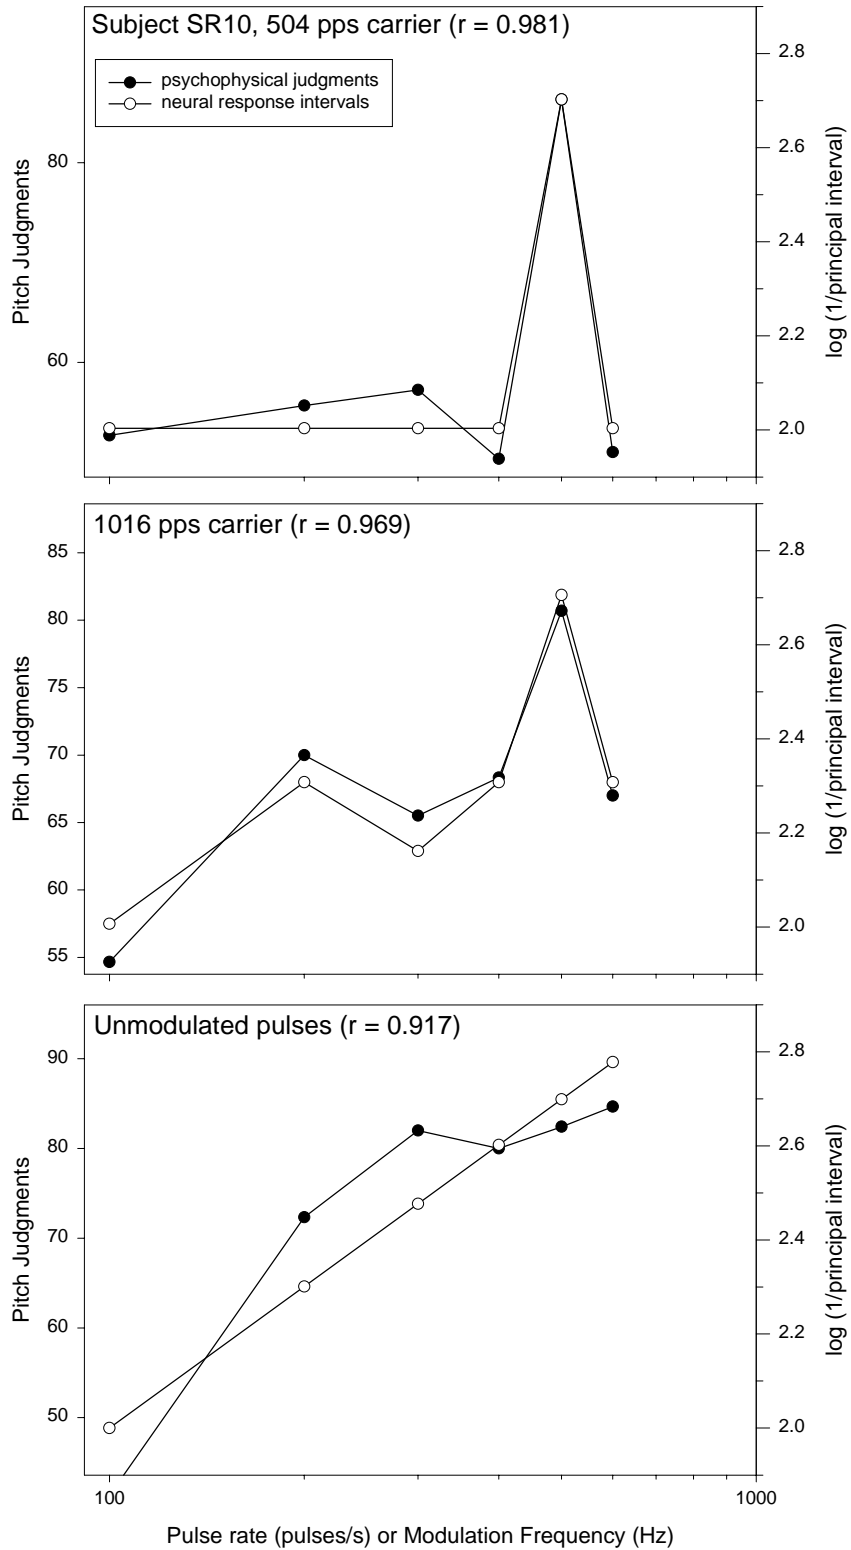 Subject SR10, 504 pps carrier (r = 0.981)
psychophysical judgments
neural response intervals
Pitch Judgments
80
60
2.8
2.6
2.4
2.2
2.0
log (1/principal interval)
1016 pps carrier (r = 0.969)
Pitch Judgments
85
80
75
70
65
60
55
2.8
2.6
2.4
2.2
2.0
log (1/principal interval)
Unmodulated pulses (r = 0.917)
Pitch Judgments
90
80
70
60
50
2.8
2.6
2.4
2.2
2.0
log (1/principal interval)
100
1000
Pulse rate (pulses/s) or Modulation Frequency (Hz)